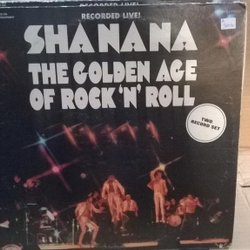 RECORDED LIVE!
SHANANA
THE GOLDEN AGE
OF ROCK 'N' ROLL
TWO
RECORD SET